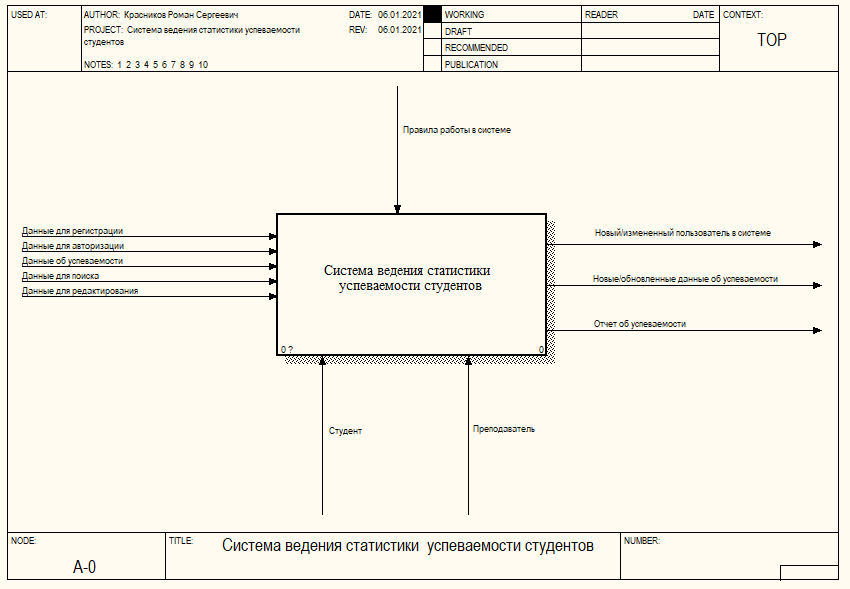 USED AT:
AUTHOR: Красников Роман Сергеевич
DATE: 06.01.2021
PROJECT: Система ведения статистики успеваемости
студентов
REV: 06.01.2021
NOTES: 1 2 3 4 5 6 7 8 9 10
WORKING
DRAFT
RECOMMENDED
PUBLICATION
READER
DATE
CONTEXT:
TOP
Правила работы в системе
Данные для регистрации
Данные для авторизации
Данные об успеваемости
Данные для поиска
Данные для редактирования
Система ведения статистики
успеваемости студентов
0 ?
0
Новый/измененный пользователь в системе
Новые/обновленные данные об успеваемости
Отчет об успеваемости
Студент
Преподаватель
NODE:
A-0
TITLE:
Система ведения статистики успеваемости студентов
NUMBER: